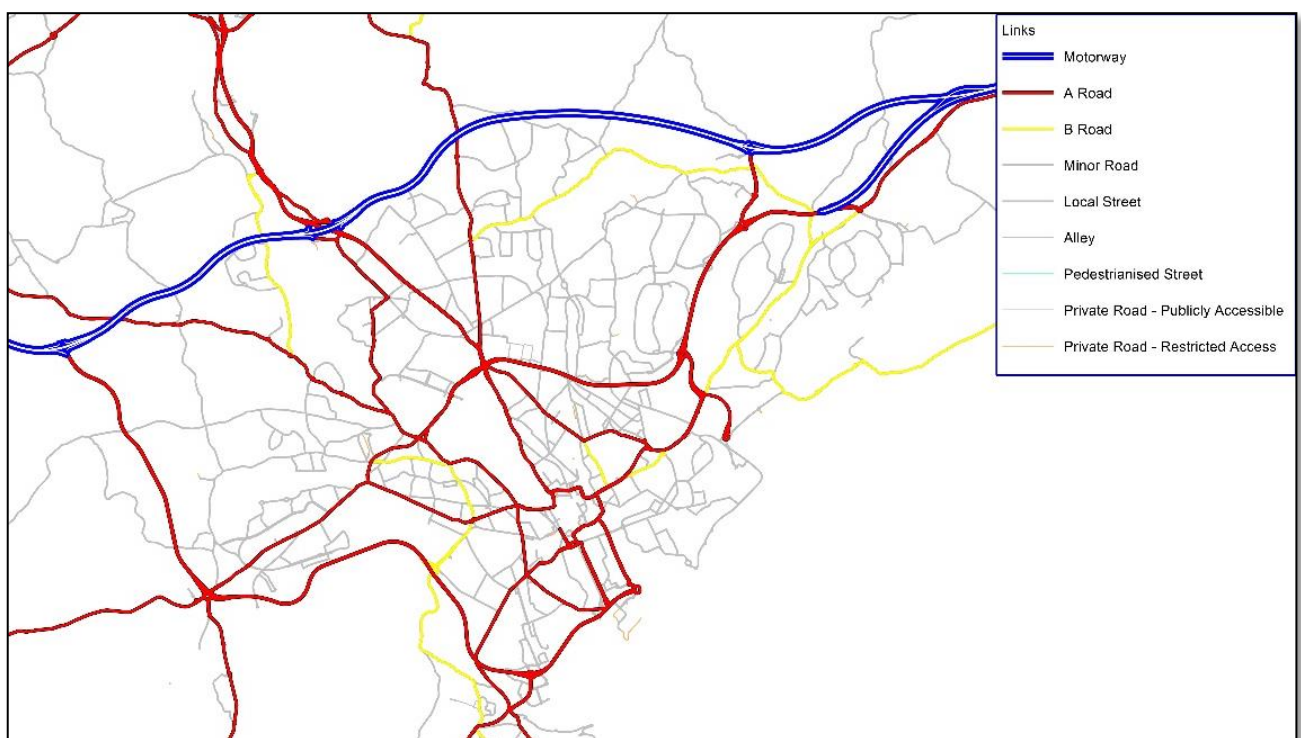 Links
Motorway
A Road
B Road
Minor Road
Local Street
Alley
Pedestrianised Street
Private Road - Publicly Accessible
Private Road - Restricted Access